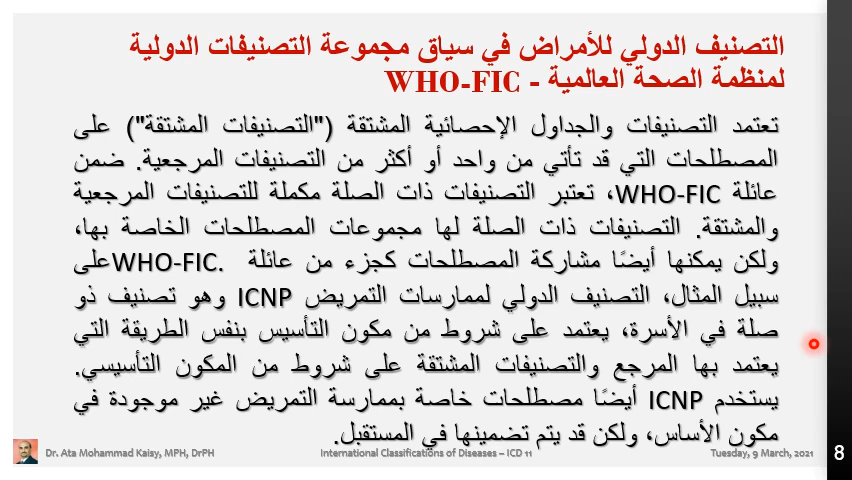 التصنيف الدولي للأمراض في سياق مجموعة التصنيفات الدولية
لمنظمة الصحة العالمية - WHO-FIC
تعتمد التصنيفات والجداول الإحصائية المشتقة ("التصنيفات المشتقة") على
المصطلحات التي قد تأتي من واحد أو أكثر من التصنيفات المرجعية. ضمن
عائلة WHO-FIC، تعتبر التصنيفات ذات الصلة مكملة للتصنيفات المرجعية
والمشتقة. التصنيفات ذات الصلة لها مجموعات المصطلحات الخاصة بها،
ولكن يمكنها أيضًا مشاركة المصطلحات كجزء من عائلة WHO-FIC. على
سبيل المثال، التصنيف الدولي لممارسات التمريض ICNP وهو تصنيف ذو
صلة في الأسرة، يعتمد على شروط من مكون التأسيس بنفس الطريقة التي
يعتمد بها المرجع والتصنيفات المشتقة على شروط من المكون التأسيسي.
يستخدم ICNP أيضًا مصطلحات خاصة بممارسة التمريض غير موجودة في
مكون الأساس، ولكن قد يتم تضمينها في المستقبل.
Dr. Ata Mohammad Kaisy, MPH, DrPH
International Classifications of Diseases – ICD 11
Tuesday, 9 March, 2021
8